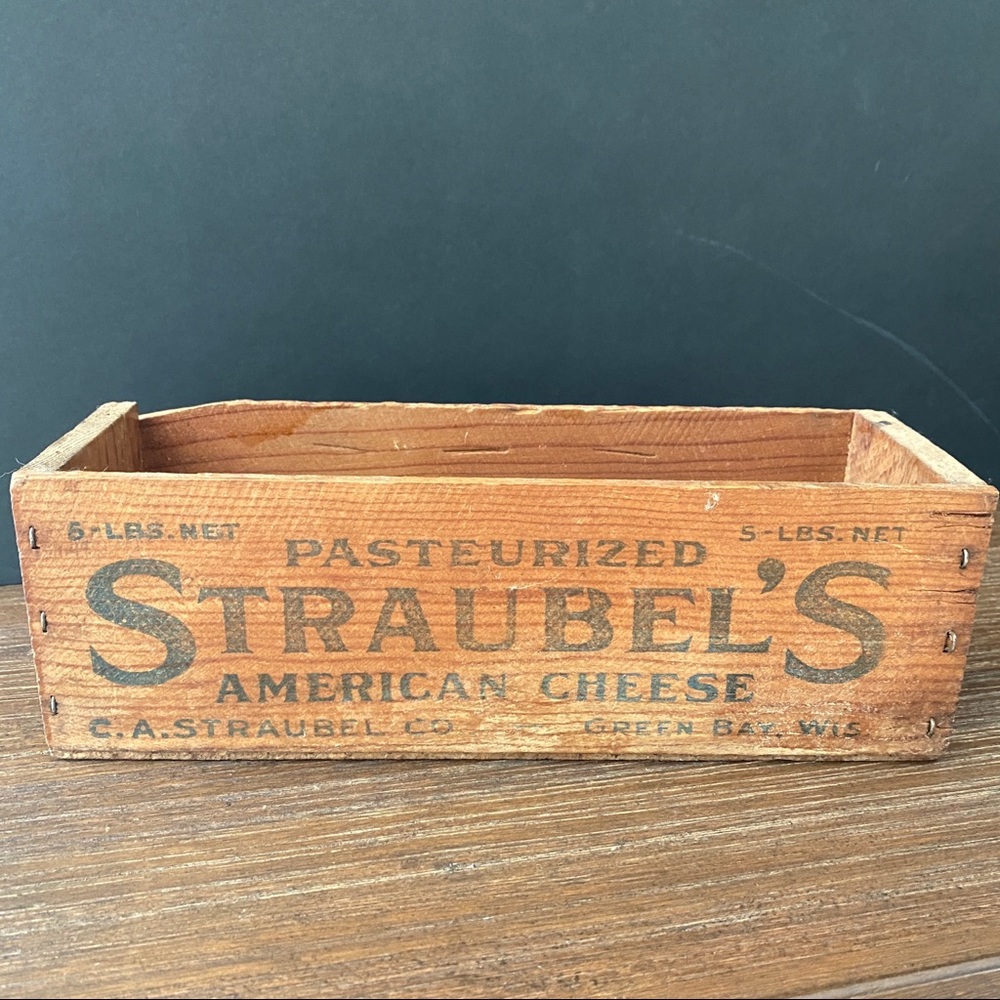 5-LBS. NET 5-LBS. NET
PASTEURIZED
STRAUBEL'S
AMERICAN CHEESE
C. A. STRAUBEL CO GREEN BAY, WIS